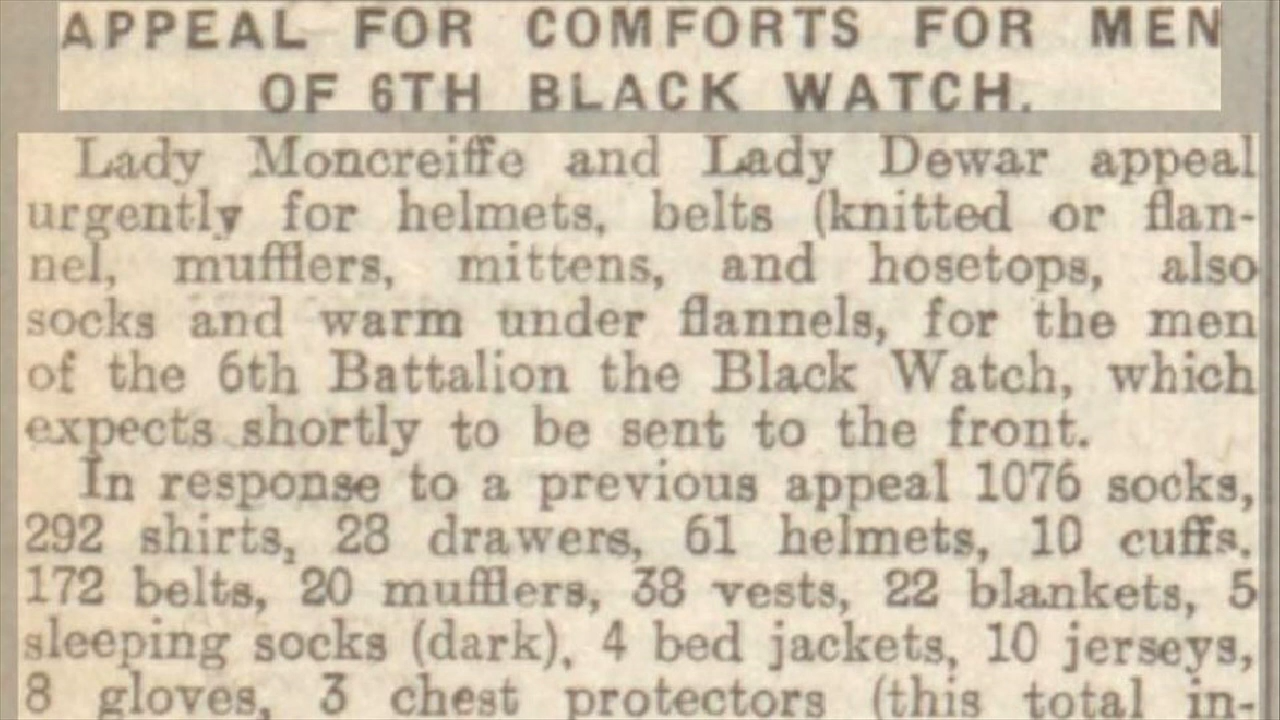 APPEAL FOR COMFORTS FOR MEN
OF 6TH BLACK WATCH.
Lady Moncreiffe and Lady Dewar appeal
urgently for helmets, belts (knitted or flan-
nel, mufflers, mittens, and hosetops, also
socks and warm under flannels, for the men
of the 6th Battalion the Black Watch, which
expects shortly to be sent to the front.
In response to a previous appeal 1076 socks,
292 shirts, 28 drawers, 61 helmets, 10 cuffs,
172 belts, 20 mufflers, 38 vests, 22 blankets, 5
sleeping socks (dark), 4 bed jackets, 10 jerseys,
8 gloves, 3 chest protectors (this total in-